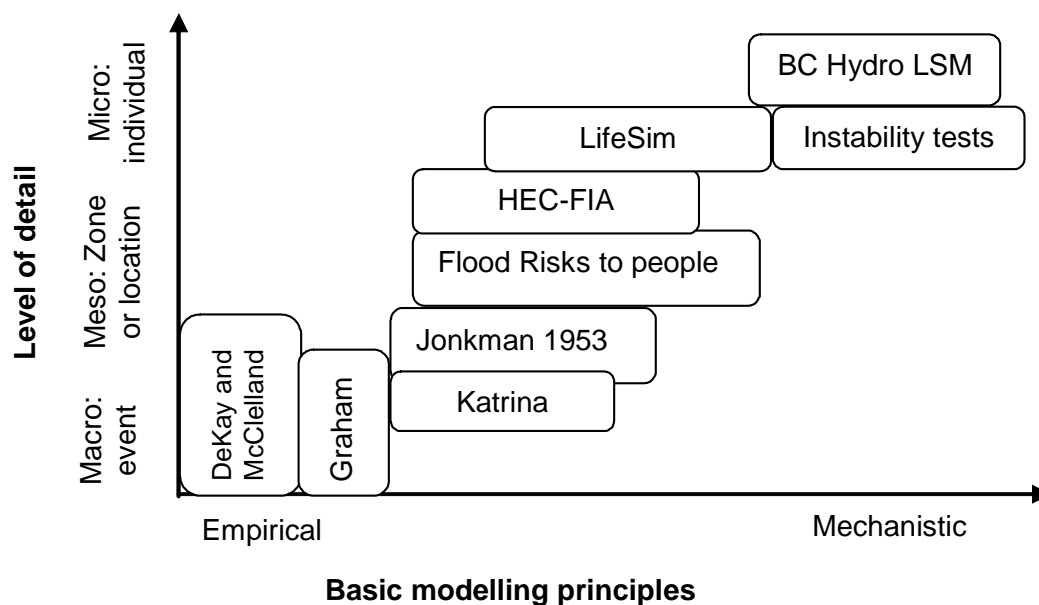 Level of detail
Micro:
individual
Meso: Zone
or location
Macro:
event
BC Hydro LSM
LifeSim
Instability tests
HEC-FIA
Flood Risks to people
Jonkman 1953
Katrina
DeKay and
McClelland
Graham
Empirical
Mechanistic
Basic modelling principles